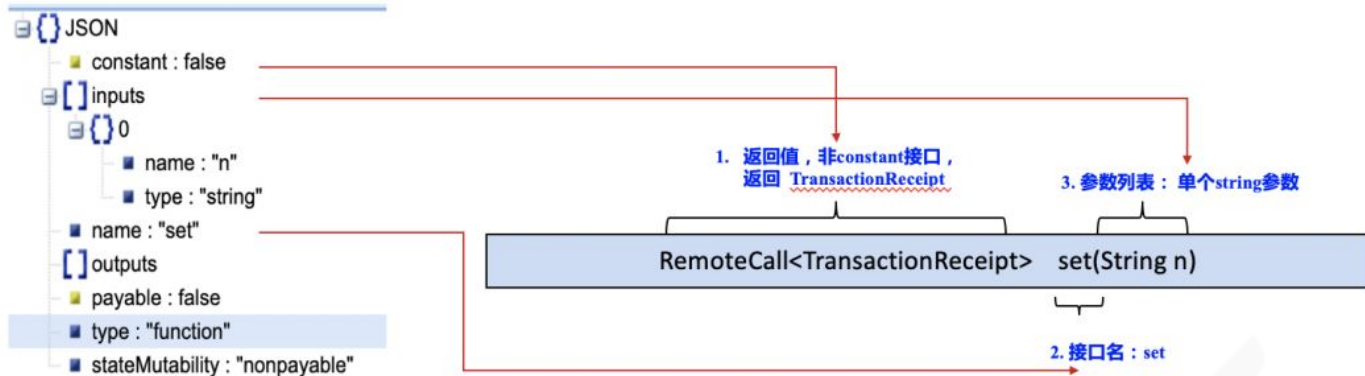 JSON
constant : false
inputs
0
name : "n"
type : "string"
name : "set"
outputs
payable : false
type : "function"
stateMutability : "nonpayable"
1. 返回值，非constant接口，
返回 TransactionReceipt
3. 参数列表： 单个string参数
RemoteCall<TransactionReceipt> set(String n)
2. 接口名：set